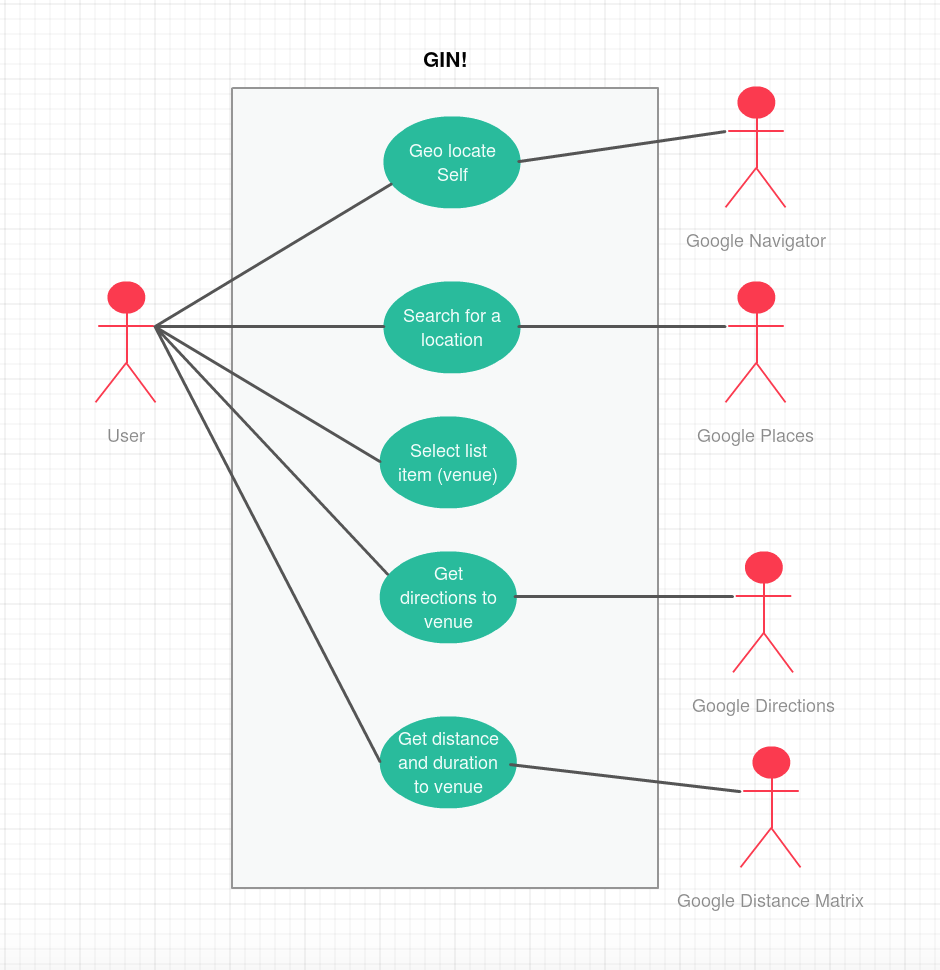 GIN!
Geo locate
Self
Google Navigator
Search for a
location
User
Google Places
Select list
item (venue)
Get
directions to
venue
Google Directions
Get distance
and duration
to venue
Google Distance Matrix